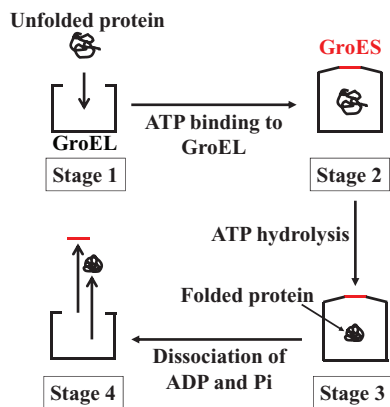 Unfolded protein
GroES
GroEL
ATP binding to
GroEL
Stage 1
Stage 2
ATP hydrolysis
Folded protein
Dissociation of
ADP and Pi
Stage 4
Stage 3